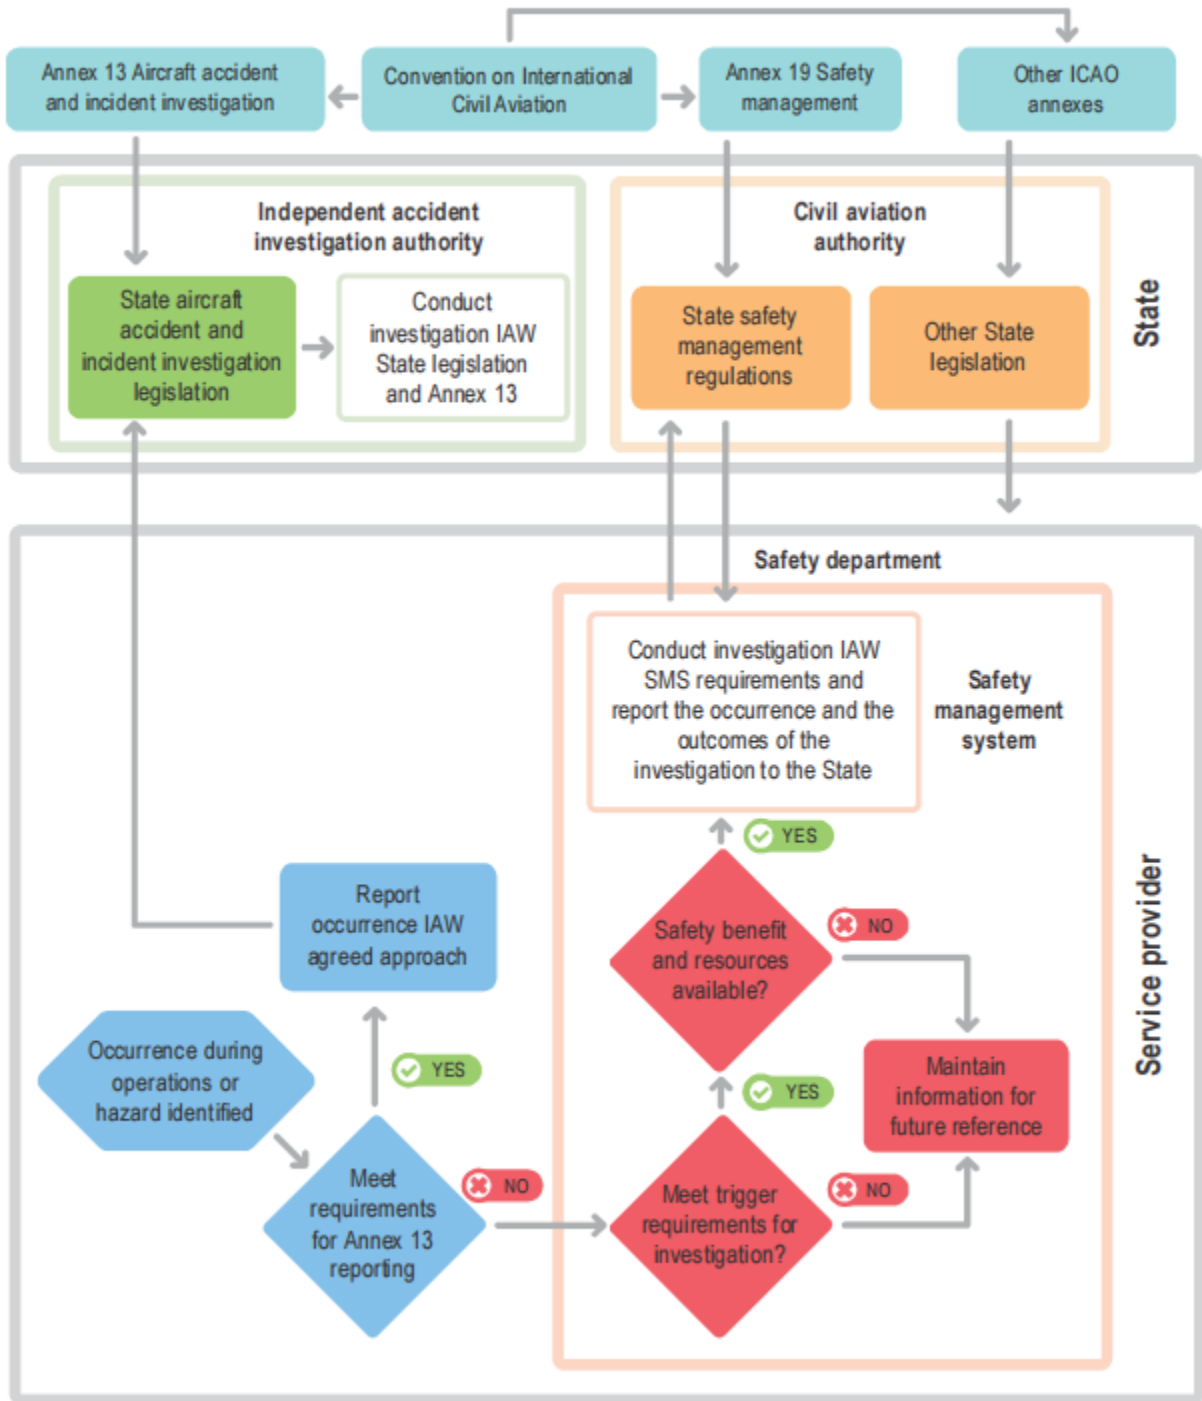 Annex 13 Aircraft accident
and incident investigation
Convention on International
Civil Aviation
Annex 19 Safety
management
Other ICAO
annexes
Independent accident
investigation authority
Civil aviation
authority
State aircraft
accident and
incident investigation
legislation
Conduct
investigation IAW
State legislation
and Annex 13
State safety
management
regulations
Other State
legislation
State
Safety department
Conduct investigation IAW
SMS requirements and
report the occurrence and the
outcomes of the
investigation to the State
Safety
management
system
YES
Report
occurrence IAW
agreed approach
Safety benefit
and resources
available?
NO
Service provider
Occurrence during
operations or
hazard identified
YES
YES
Maintain
information for
future reference
Meet
requirements
for Annex 13
reporting
NO
Meet trigger
requirements for
investigation?
NO